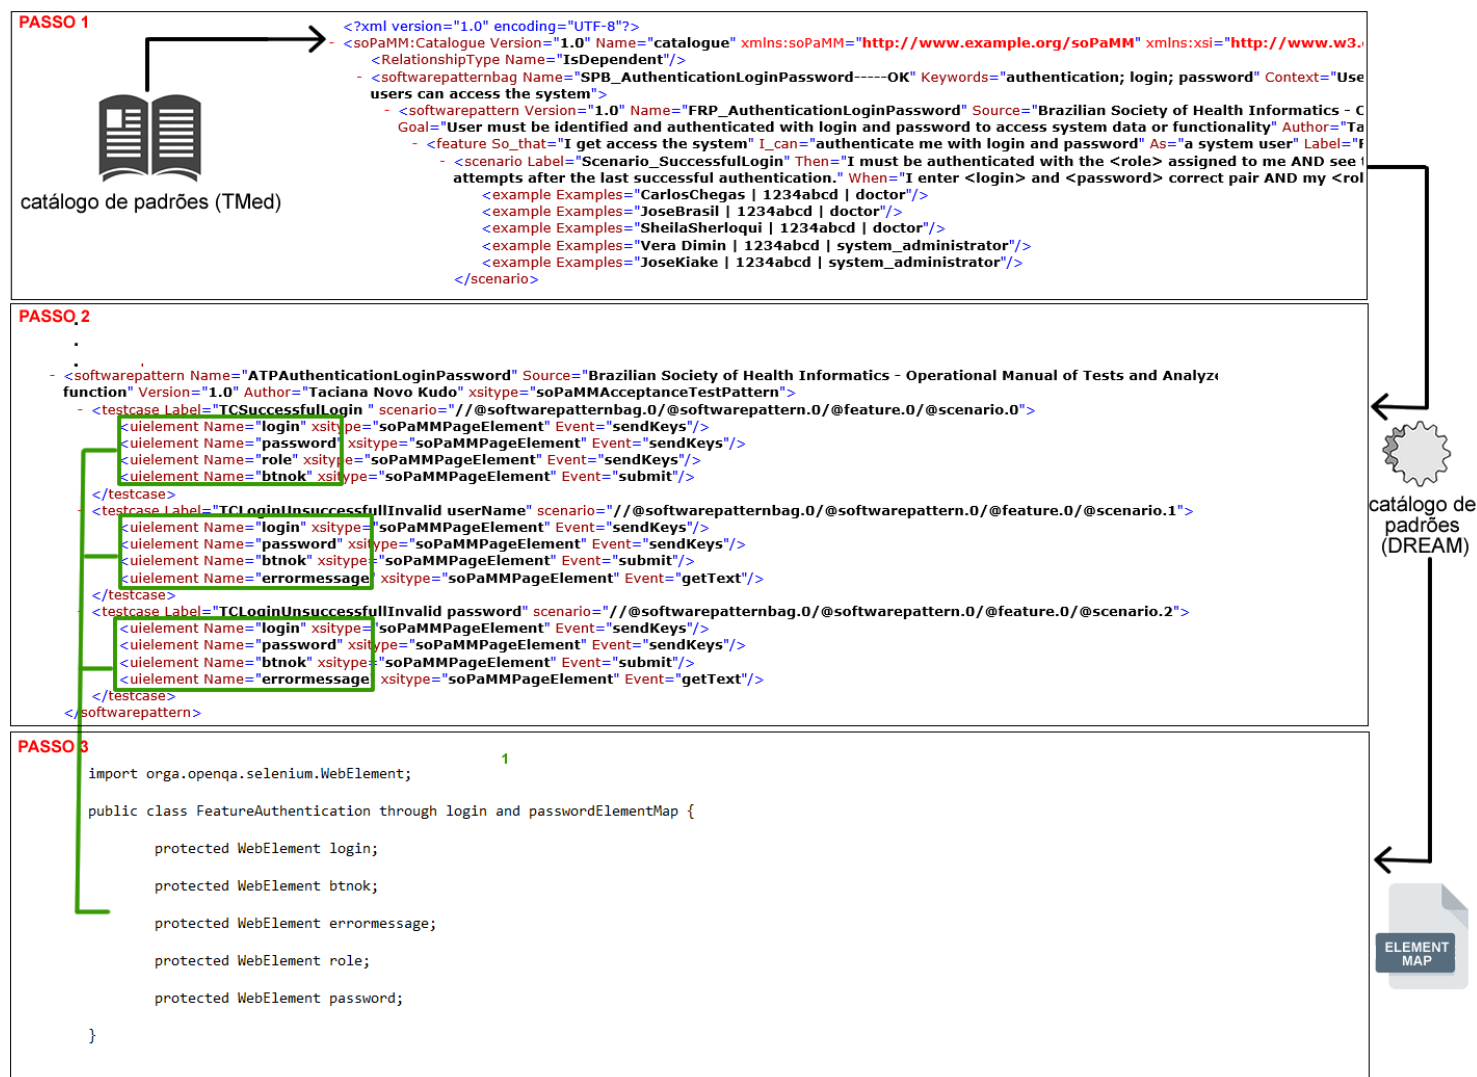 PASSO 1
<?xml version="1.0" encoding="UTF-8"?>
- <soPaMM:Catalogue Version="1.0" Name="catalogue" xmlns:soPaMM="http://www.example.org/soPaMM" xmlns:xsi="http://www.w3.
<RelationshipType Name="IsDependent"/>
- <softwarepatternbag Name="SPB_AuthenticationLoginPassword-----OK" Keywords="authentication; login; password" Context="Use
users can access the system">
- <softwarepattern Version="1.0" Name="FRP_AuthenticationLoginPassword" Source="Brazilian Society of Health Informatics - C
Goal="User must be identified and authenticated with login and password to access system data or functionality" Author="Ta
- <feature So_that="I get access the system" I_can="authenticate me with login and password" As="a system user" Label="F
- <scenario Label="Scenario_SuccessfulLogin" Then="I must be authenticated with the <role> assigned to me AND see
attempts after the last successful authentication." When="I enter <login> and <password> correct pair AND my <rol
<example Examples="CarlosChegas | 1234abcd | doctor"/>
<example Examples="JoseBrasil | 1234abcd | doctor"/>
<example Examples="SheilaSherloqui | 1234abcd | doctor"/>
<example Examples="Vera Dimin | 1234abcd | system_administrator"/>
<example Examples="JoseKiake | 1234abcd | system_administrator"/>
</scenario>
catálogo de padrões (TMed)
PASSO 2
.
.
.
- <softwarepattern Name="ATPAuthenticationLoginPassword" Source="Brazilian Society of Health Informatics - Operational Manual of Tests and Analyze
function" Version="1.0" Author="Taciana Novo Kudo" xsitype="soPaMMAcceptanceTestPattern">
- <testcase Label="TCSuccessfulLogin " scenario="//@softwarepatternbag.0/@softwarepattern.0/@feature.0/@scenario.0">
<uielement Name="login" xsitype="soPaMMPageElement" Event="sendKeys"/>
<uielement Name="password" xsitype="soPaMMPageElement" Event="sendKeys"/>
<uielement Name="role" xsitype="soPaMMPageElement" Event="sendKeys"/>
<uielement Name="btnok" xsitype="soPaMMPageElement" Event="submit"/>
</testcase>
- <testcase Label="TCLoginUnsuccessfullInvalid userName" scenario="//@softwarepatternbag.0/@softwarepattern.0/@feature.0/@scenario.1">
<uielement Name="login" xsitype="soPaMMPageElement" Event="sendKeys"/>
<uielement Name="password" xsitype="soPaMMPageElement" Event="sendKeys"/>
<uielement Name="btnok" xsitype="soPaMMPageElement" Event="submit"/>
<uielement Name="errormessage" xsitype="soPaMMPageElement" Event="getText"/>
</testcase>
- <testcase Label="TCLoginUnsuccessfullInvalid password" scenario="//@softwarepatternbag.0/@softwarepattern.0/@feature.0/@scenario.2">
<uielement Name="login" xsitype="soPaMMPageElement" Event="sendKeys"/>
<uielement Name="password" xsitype="soPaMMPageElement" Event="sendKeys"/>
<uielement Name="btnok" xsitype="soPaMMPageElement" Event="submit"/>
<uielement Name="errormessage" xsitype="soPaMMPageElement" Event="getText"/>
</testcase>
</softwarepattern>
catálogo de
padrões
(DREAM)
PASSO 3
1
import orga.openqa.selenium.WebElement;
public class FeatureAuthentication through login and passwordElementMap {
protected WebElement login;
protected WebElement btnok;
protected WebElement errormessage;
protected WebElement role;
protected WebElement password;
}
ELEMENT
MAP